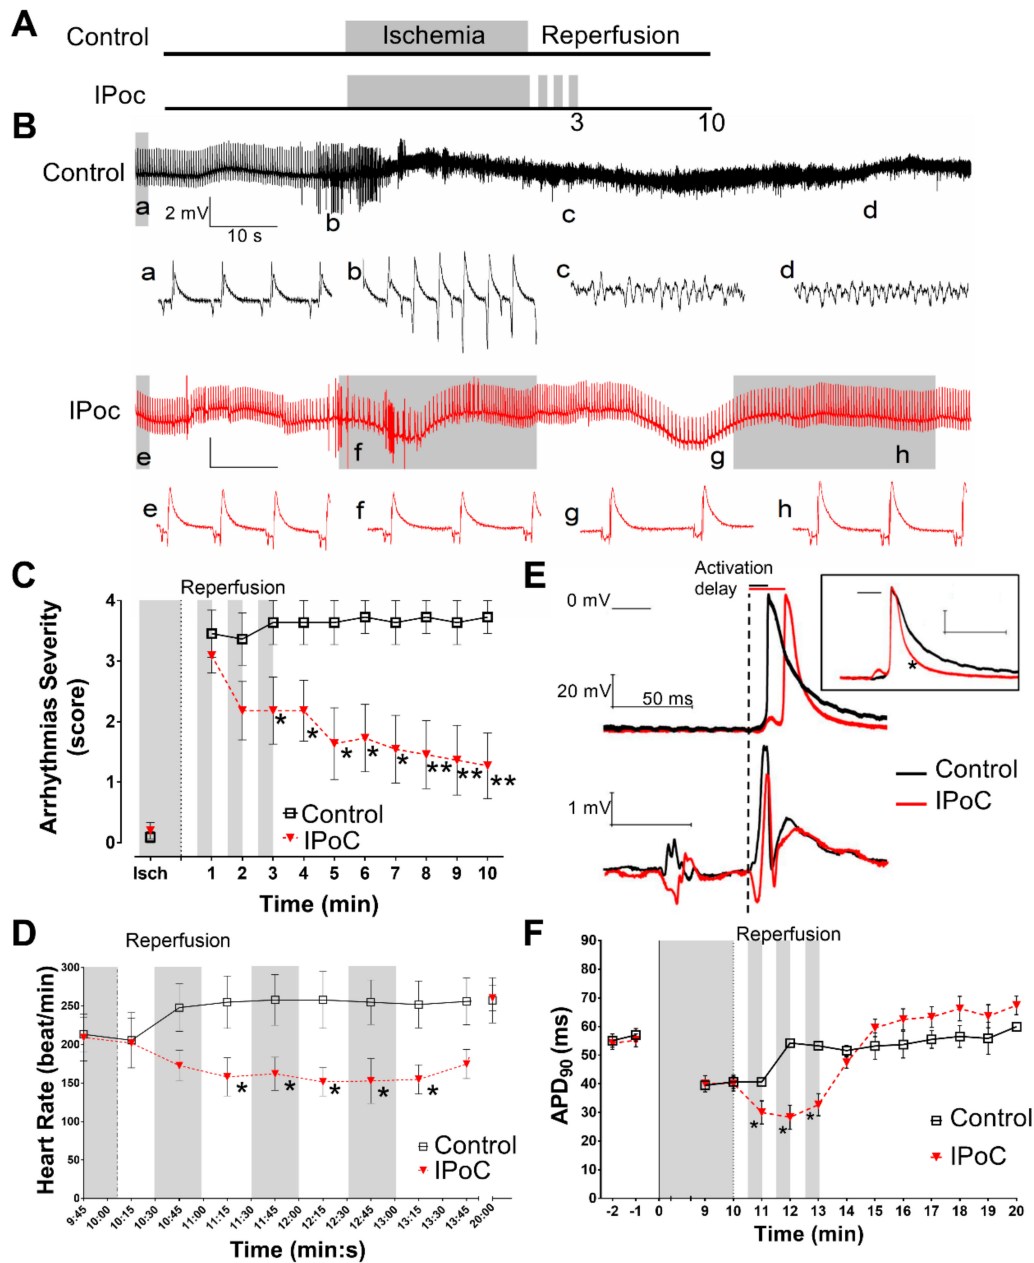 A
Control
Ischemia
Reperfusion
IPoc
3
10
B
Control
a
2 mV
10 s
b
c
d
a
b
c
d
IPoc
e
f
g
h
e
f
g
h
C
Reperfusion
Arrhythmias Severity
(score)
4
3
2
1
0
*
*
*
*
*
**
**
**
Control
IPoC
Isch
1
2
3
4
5
6
7
8
9
10
Time (min)
E
Activation
delay
0 mV
20 mV
50 ms
*
1 mV
Control
IPoC
D
Reperfusion
Heart Rate (beat/min)
300
250
200
150
100
50
0
*
*
*
*
*
Control
IPoC
9:45
10:00
10:15
10:30
10:45
11:00
11:15
11:30
11:45
12:00
12:15
12:30
12:45
13:00
13:15
13:30
13:45
20:00
Time (min:s)
F
Reperfusion
APD90 (ms)
90
80
70
60
50
40
30
20
10
0
*
*
*
Control
IPoC
-2
-1
0
9
10
11
12
13
14
15
16
17
18
19
20
Time (min)